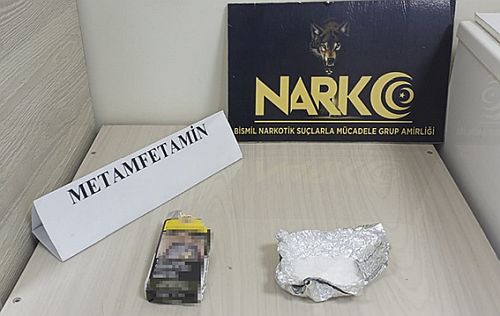 NARKO
BİSMİL NARKOTİK SUÇLARLA MÜCADELE GRUP AMİRLİĞİ
METAMFETAMİN